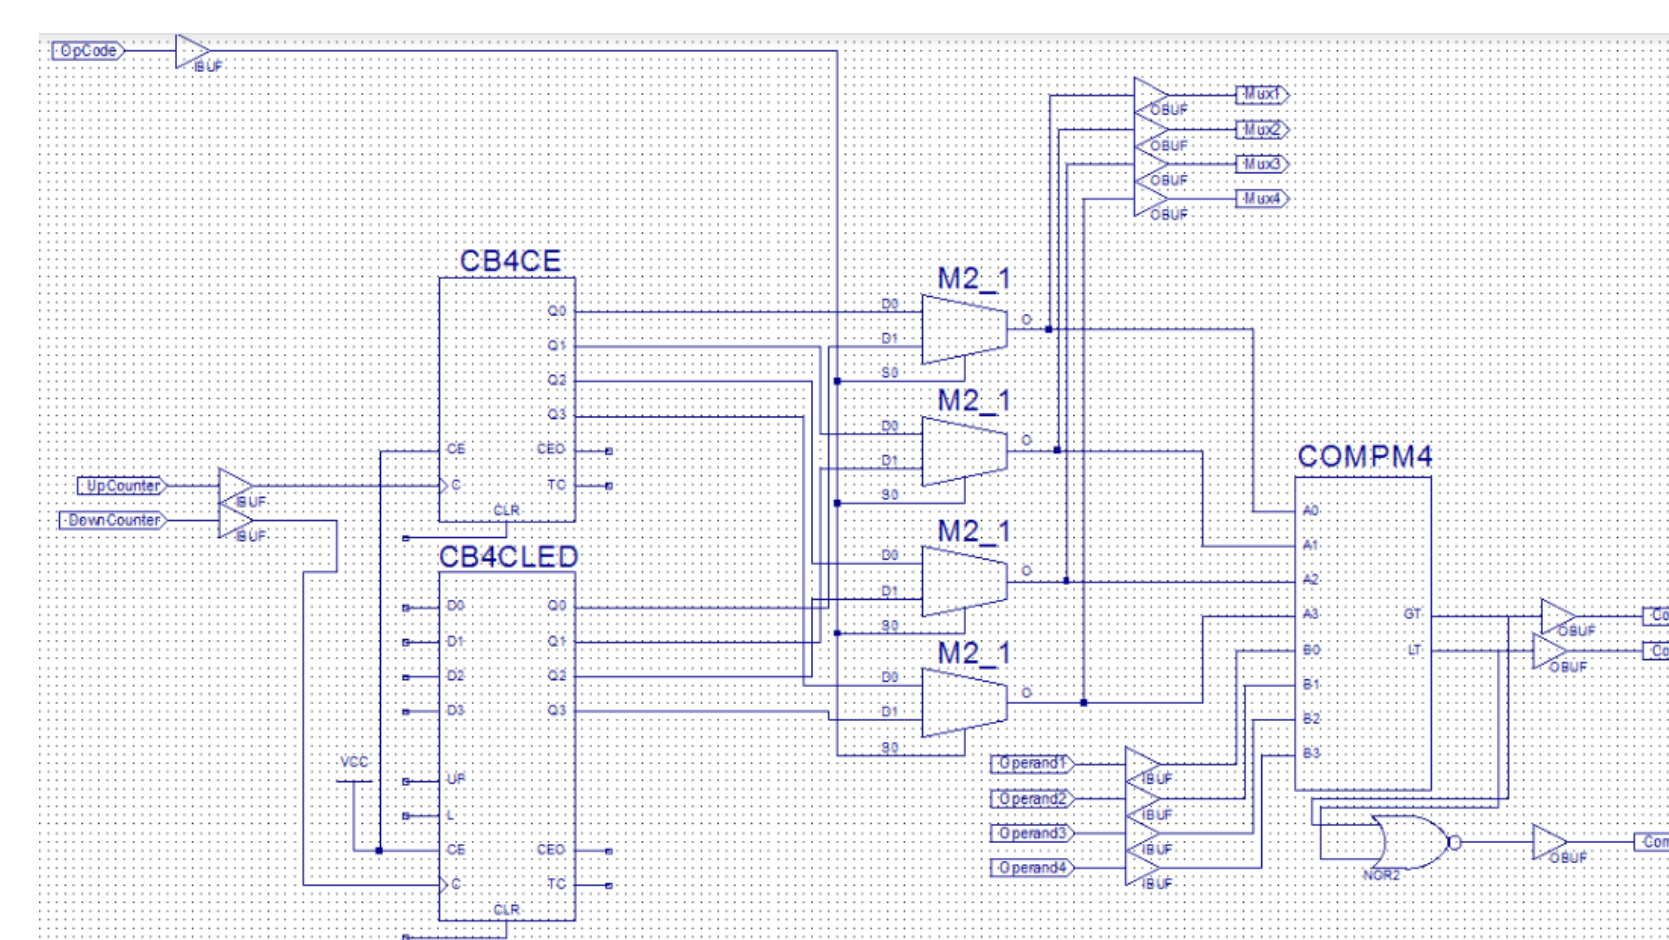 OpCode
IBUF
OBUF
Mux1
OBUF
Mux2
OBUF
Mux3
OBUF
Mux4
CB4CE
Q0
Q1
Q2
Q3
CE
CEO
C
TC
CLR
UpCounter
IBUF
DownCounter
IBUF
CB4CLED
D0
Q0
D1
Q1
D2
Q2
D3
Q3
VCC
UP
L
CE
CEO
C
TC
CLR
M2_1
D0
O
D1
S0
M2_1
D0
O
D1
S0
M2_1
D0
O
D1
S0
M2_1
D0
O
D1
S0
COMPM4
A0
A1
A2
A3
GT
B0
LT
B1
B2
B3
Operand1
IBUF
Operand2
IBUF
Operand3
IBUF
Operand4
IBUF
OBUF
Co
OBUF
Co
NOR2
OBUF
Com